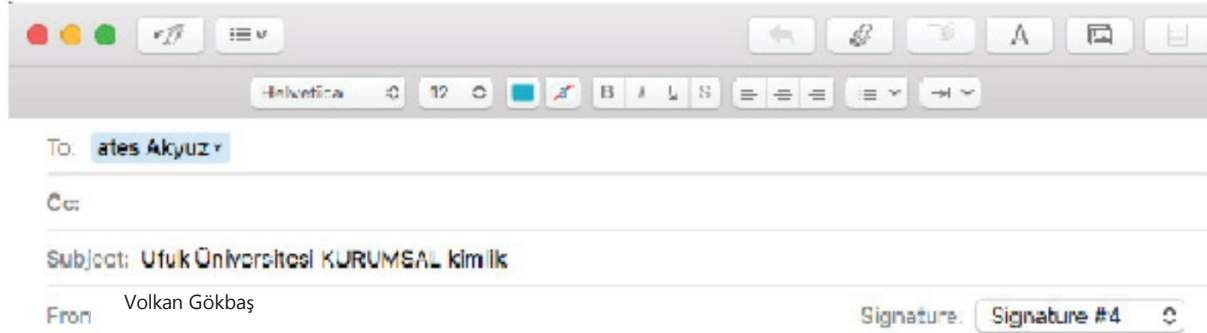 Helvetica 12 a B I U S
To: ates Akyuz
Cc:
Subject: Ufuk Üniversitesi KURUMSAL kimlik
From Volkan Gökbaş Signature: Signature #4